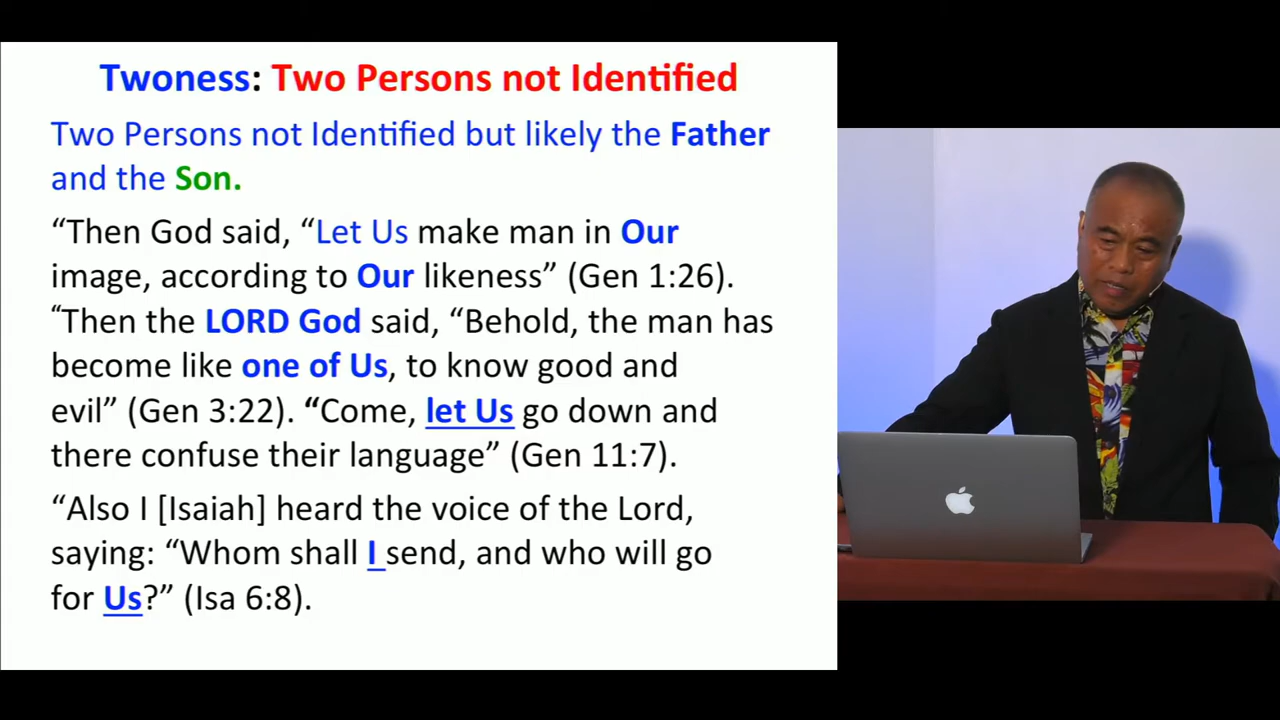 Twoness: Two Persons not Identified
Two Persons not Identified but likely the Father
and the Son.
“Then God said, “Let Us make man in Our
image, according to Our likeness” (Gen 1:26).
“Then the LORD God said, “Behold, the man has
become like one of Us, to know good and
evil” (Gen 3:22). “Come, let Us go down and
there confuse their language” (Gen 11:7).
“Also I [Isaiah] heard the voice of the Lord,
saying: “Whom shall I send, and who will go
for Us?” (Isa 6:8).